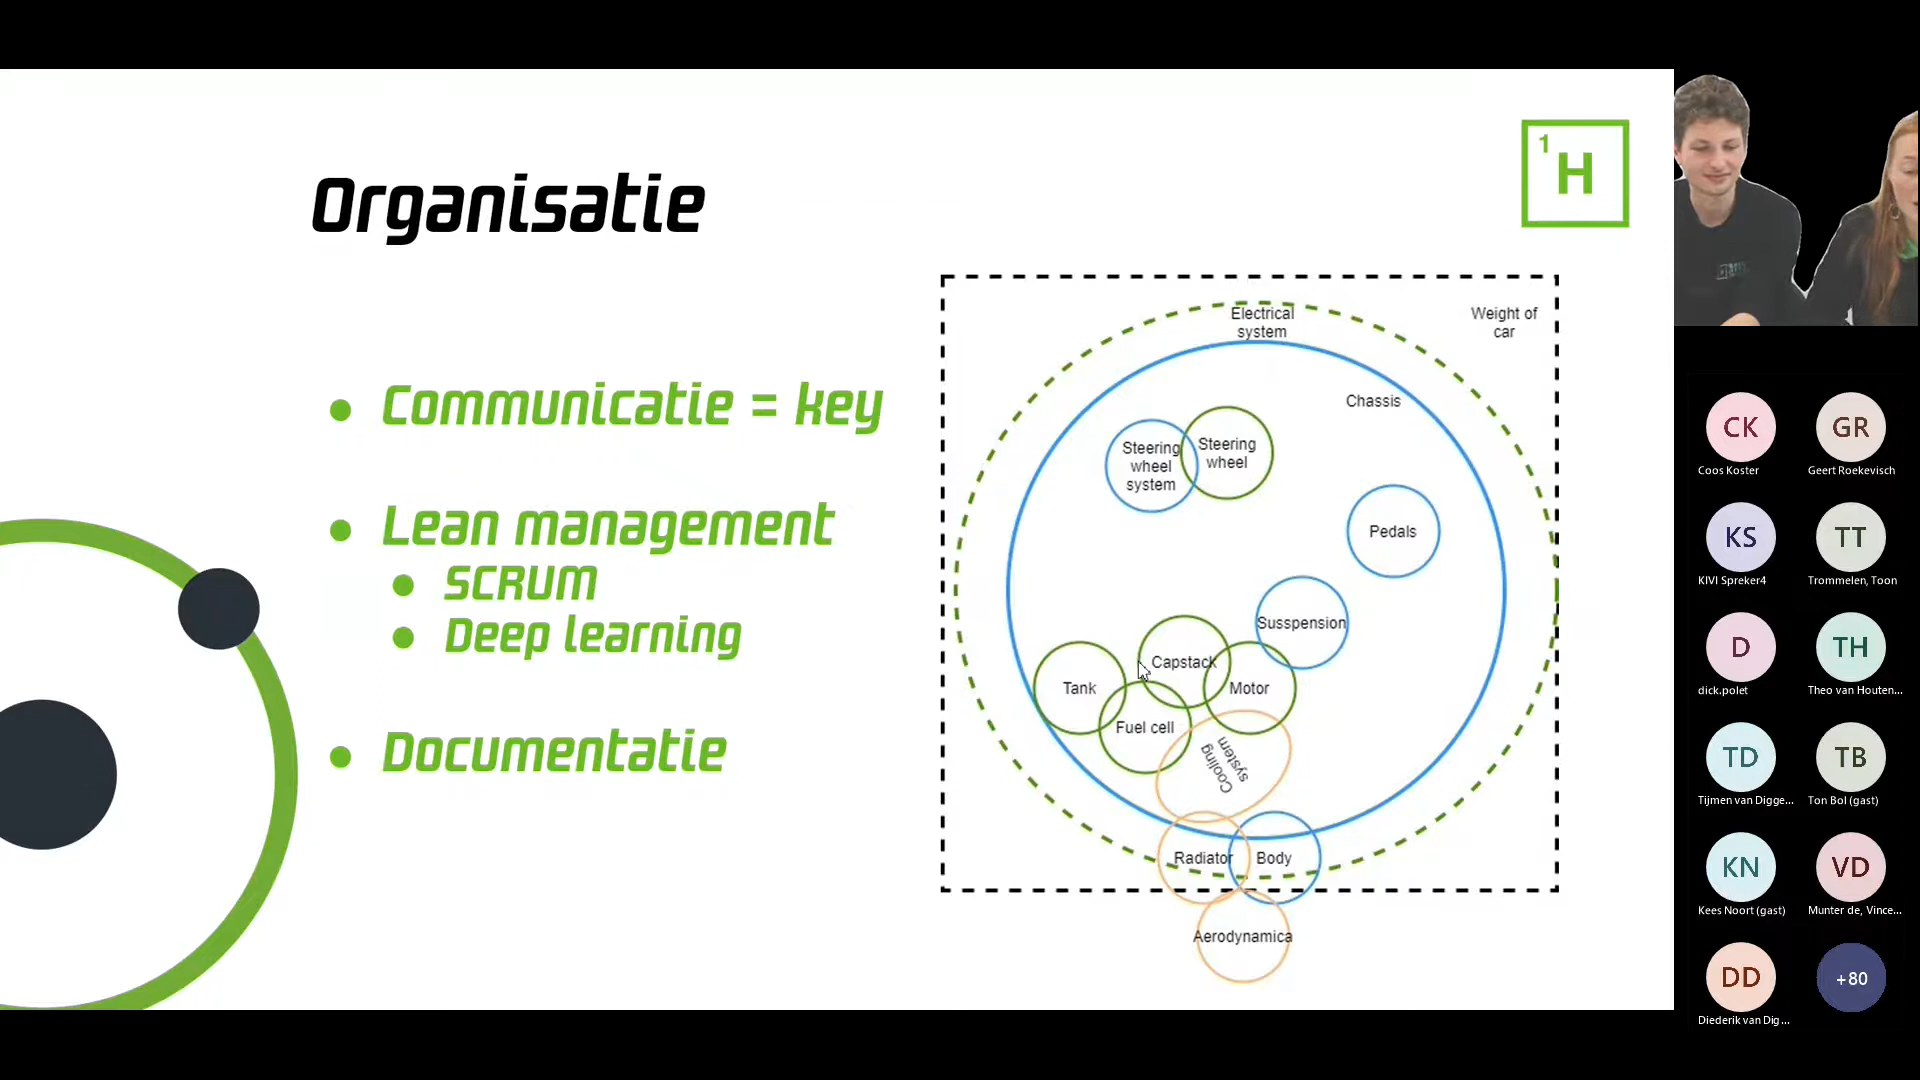 1
H
Organisatie
Communicatie = key
Lean management
SCRUM
Deep learning
Documentatie
Electrical
system
Weight of
car
Chassis
Steering
wheel
system
Steering
wheel
Pedals
Susspension
Capstack
Tank
Motor
Fuel cell
Cooling
system
Radiator
Body
Aerodynamica
CK
GR
Coos Koster
Geert Roekevisch
KS
TT
KIVI Spreker4
Trommelen, Toon
D
TH
dick.polet
Theo van Houten...
TD
TB
Tijmen van Digge...
Ton Bol (gast)
KN
VD
Kees Noort (gast)
Munter de, Vince...
DD
+80
Diederik van Dig...